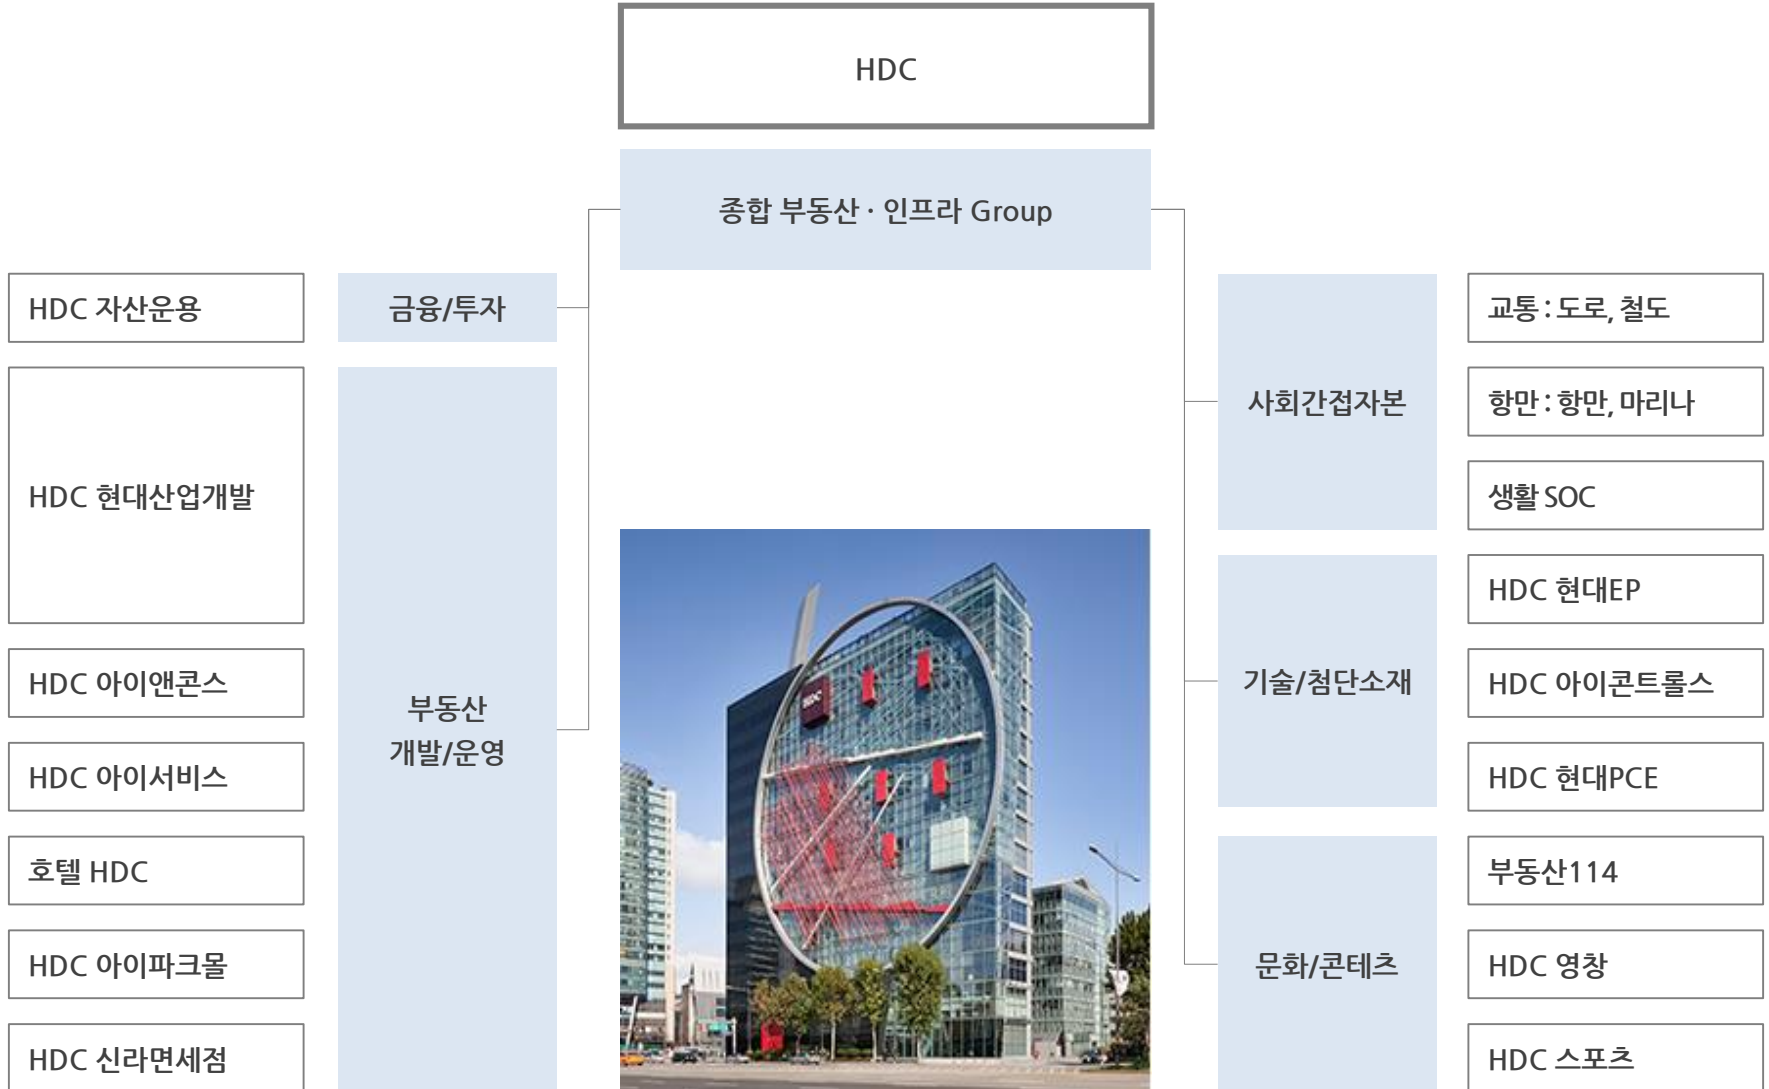 HDC
종합 부동산 · 인프라 Group
HDC 자산운용
금융/투자
HDC 현대산업개발
HDC 아이앤콘스
HDC 아이서비스
호텔 HDC
HDC 아이파크몰
HDC 신라면세점
부동산
개발/운영
사회간접자본
교통 : 도로, 철도
항만 : 항만, 마리나
생활 SOC
기술/첨단소재
HDC 현대EP
HDC 아이콘트롤스
HDC 현대PCE
문화/콘테츠
부동산114
HDC 영창
HDC 스포츠
HDC